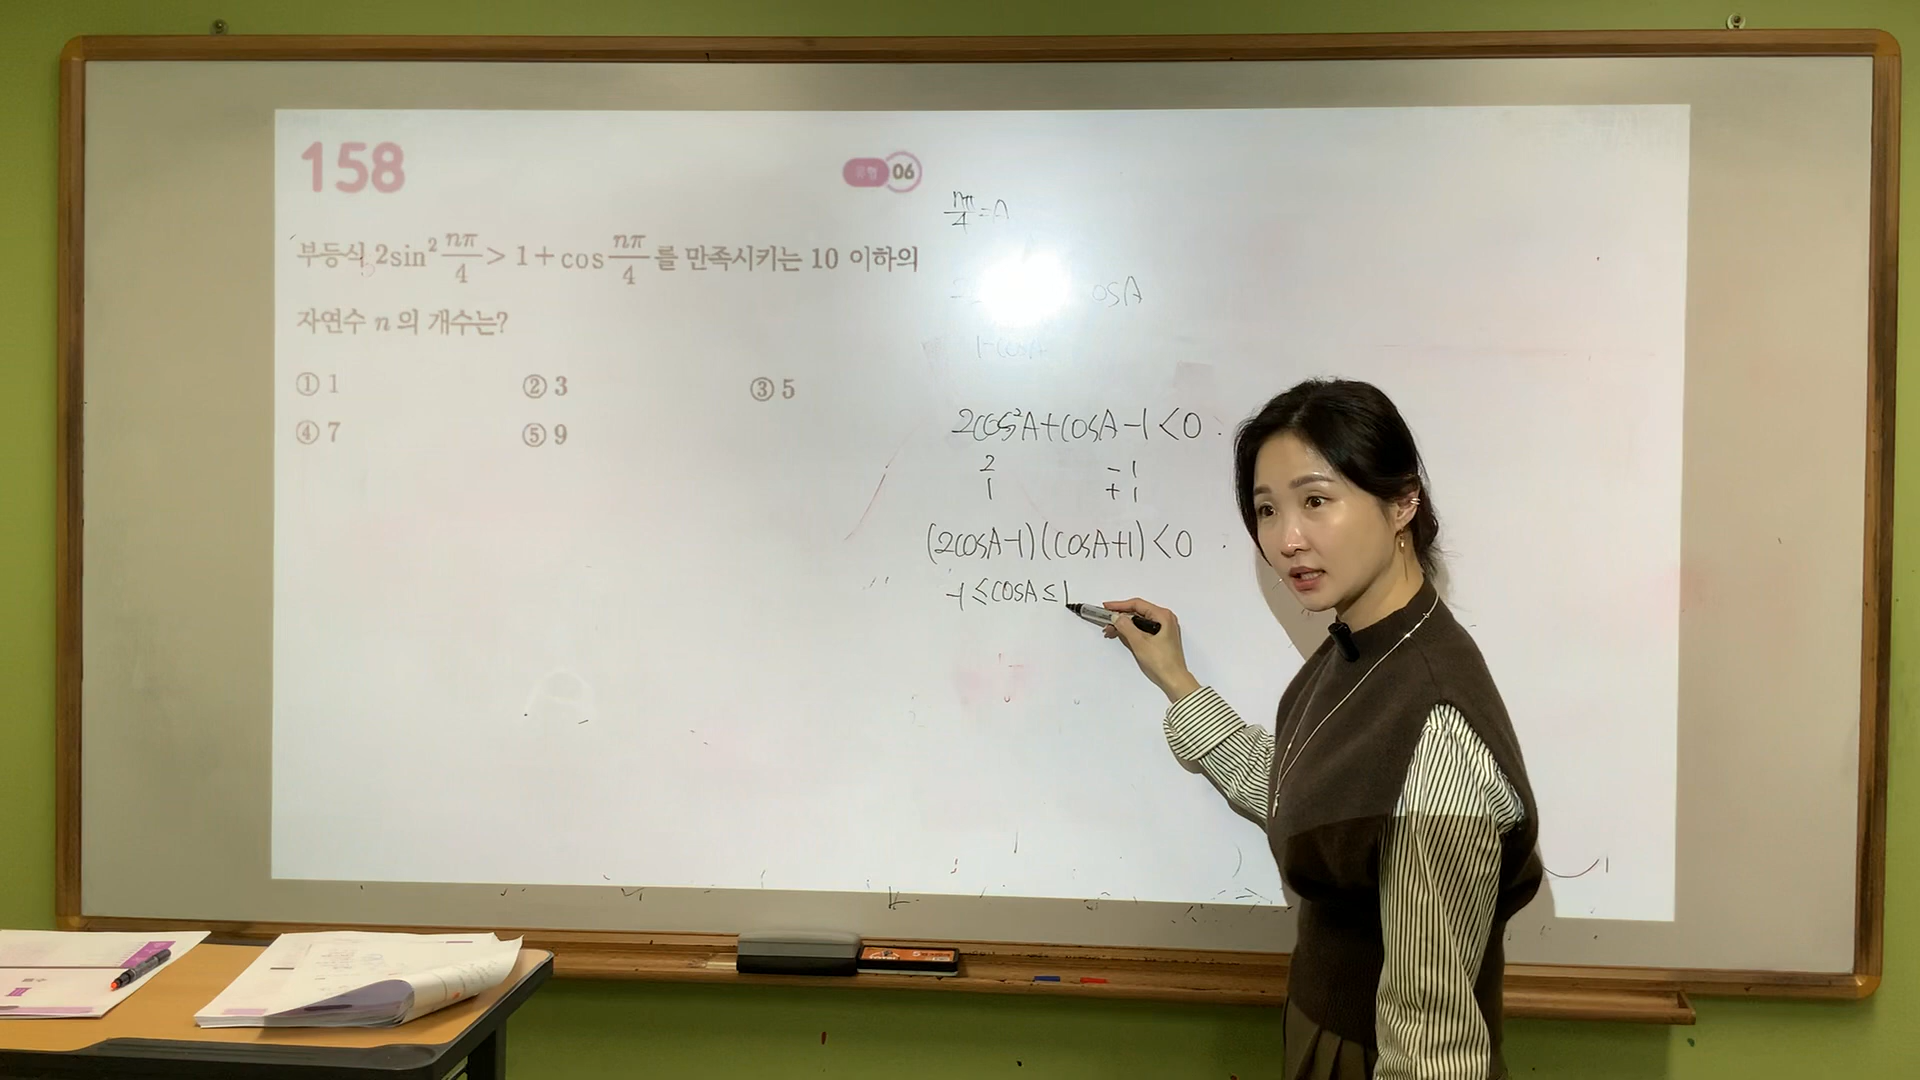 158
유형 06
부등식 2sin² nπ/4 > 1+cos nπ/4 를 만족시키는 10 이하의
자연수 n 의 개수는?
① 1 ② 3 ③ 5
④ 7 ⑤ 9
nπ/4 = A
osA
1-cos
2cos²A+cosA-1<0
2 -1
1 +1
(2cosA-1)(cosA+1)<0
-1≤cosA≤1